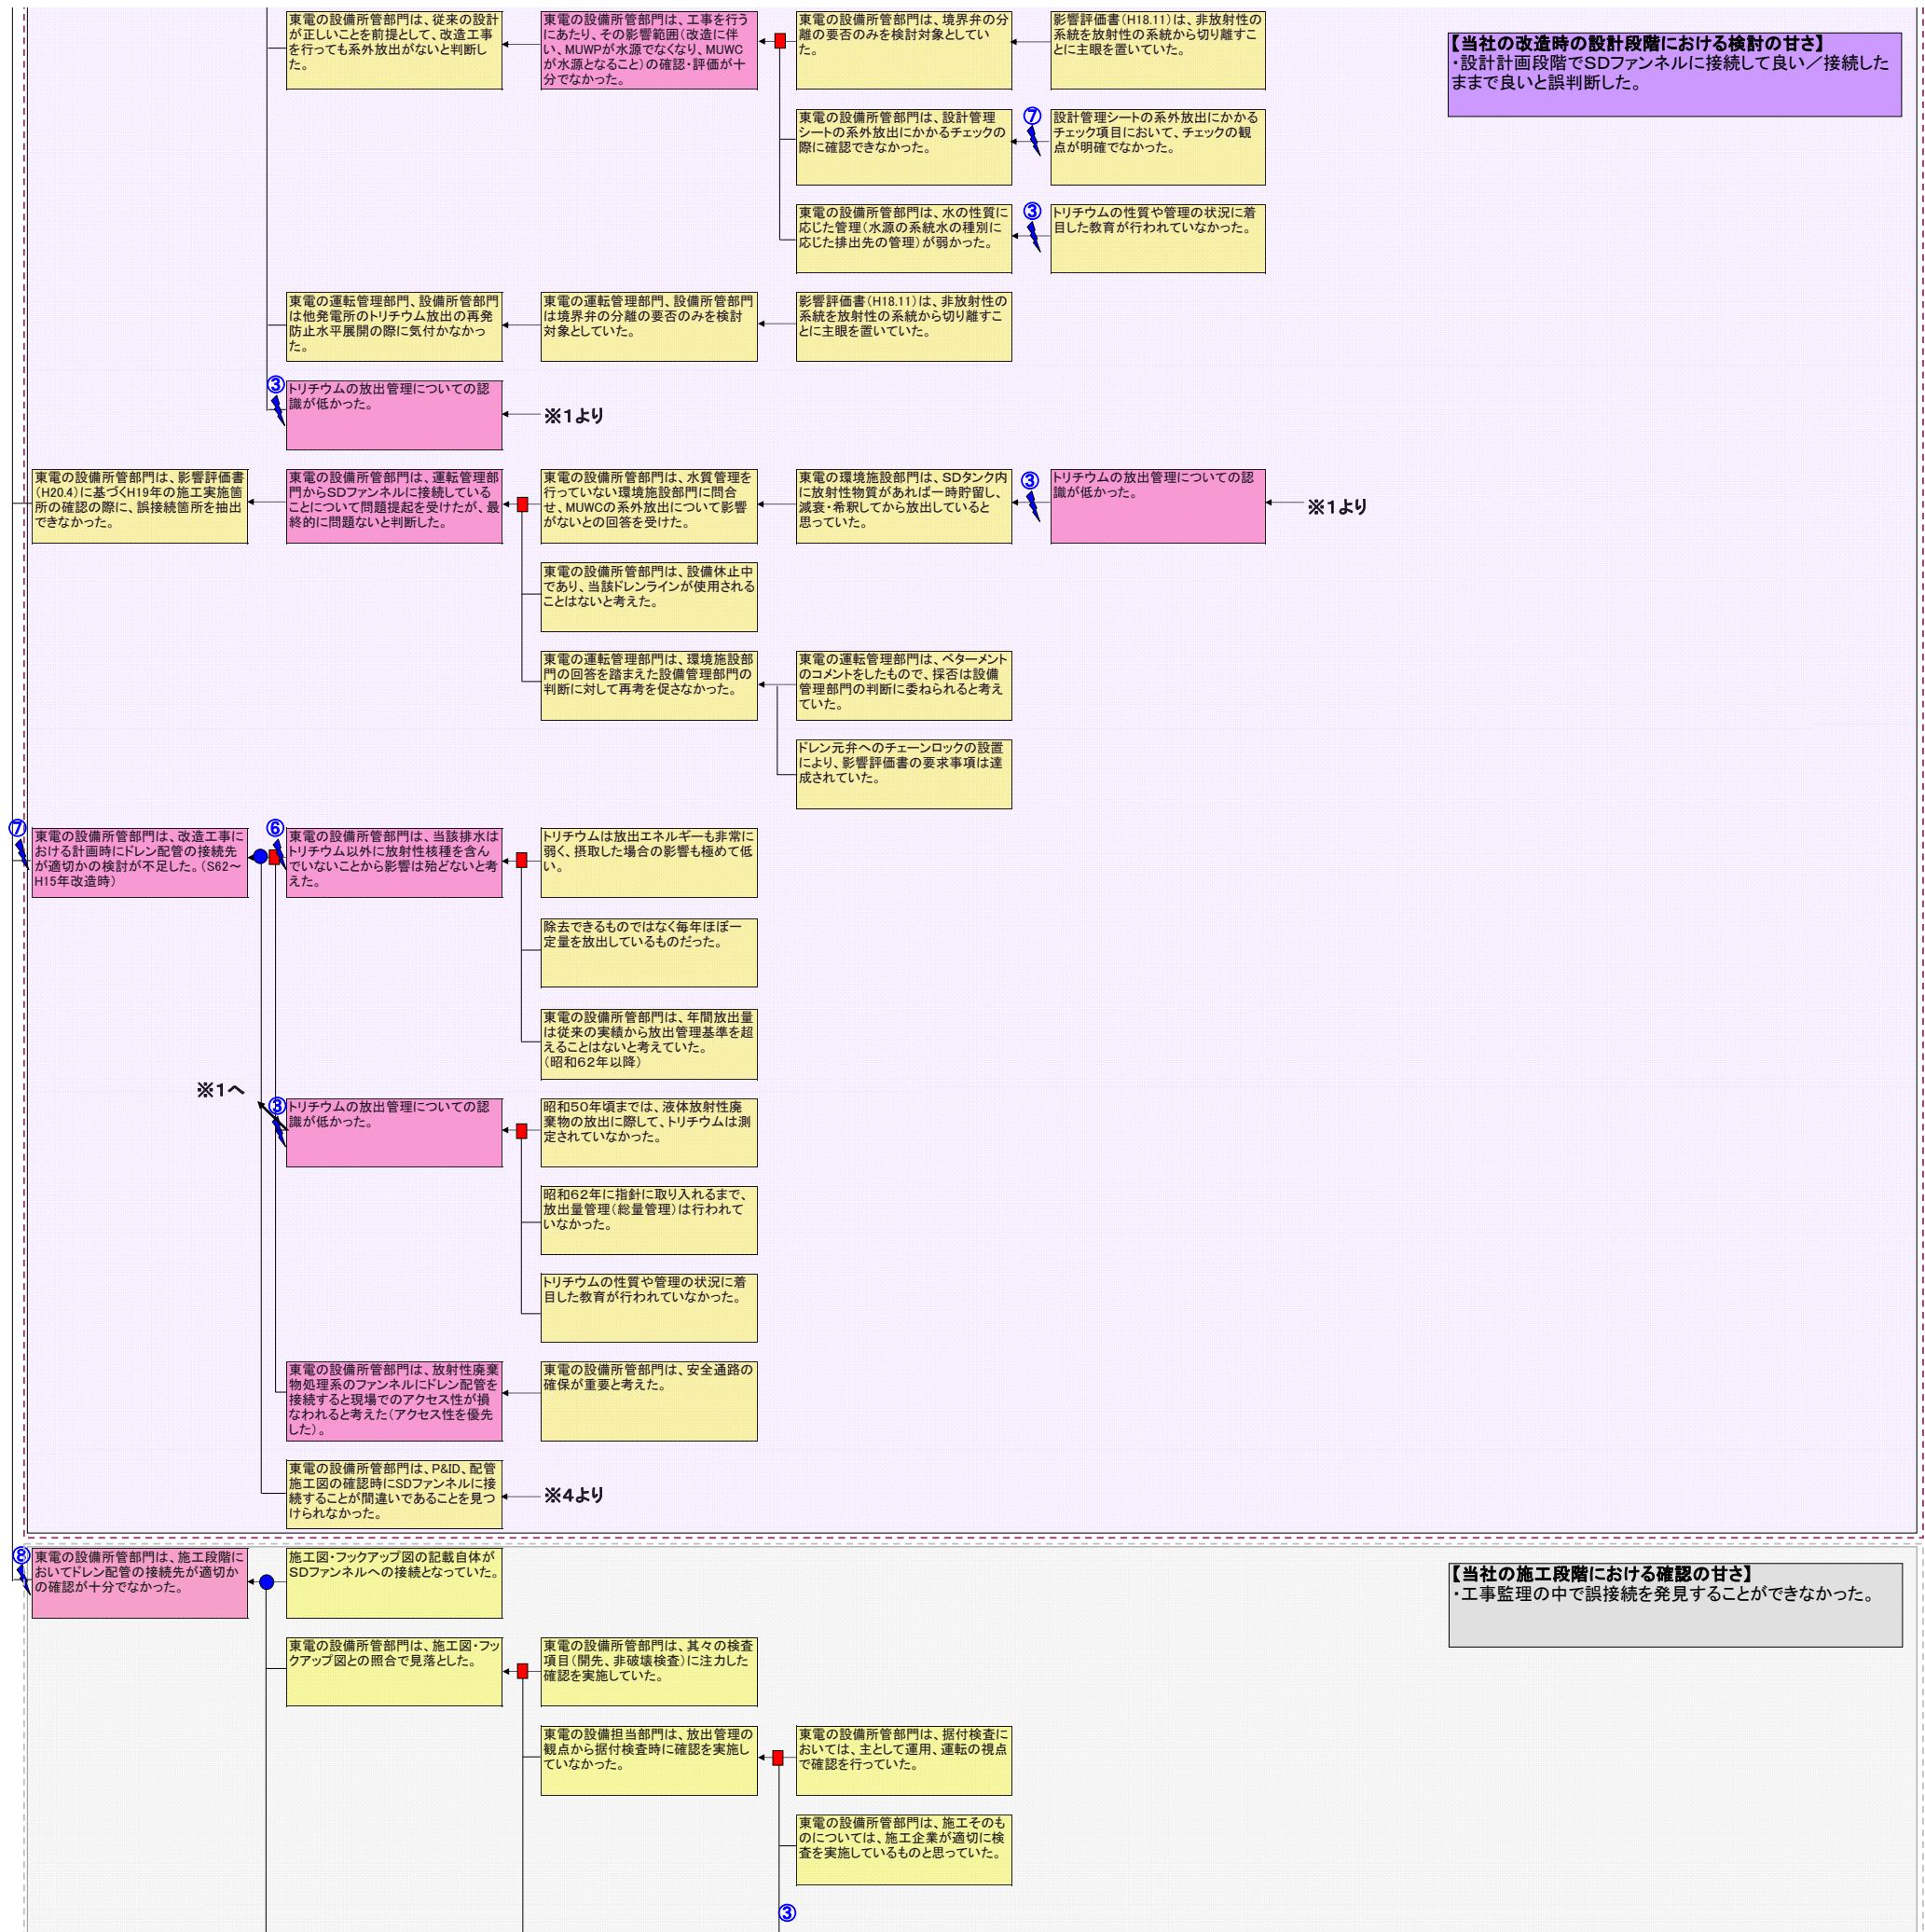 東電の設備所管部門は、従来の設計
が正しいことを前提として、改造工事
を行っても系外放出がないと判断し
た。
東電の設備所管部門は、工事を行う
にあたり、その影響範囲（改造に伴
い、MUWPが水源でなくなり、MUWC
が水源となること）の確認・評価が十
分でなかった。
東電の設備所管部門は、境界弁の分
離の要否のみを検討対象としてい
た。
影響評価書（H18.11）は、非放射性の
系統を放射性の系統から切り離すこ
とに主眼を置いていた。
【当社の改造時の設計段階における検討の甘さ】
・設計計画段階でSDファンネルに接続して良い／接続した
ままで良いと誤判断した。
東電の設備所管部門は、設計管理
シートの系外放出にかかるチェックの
際に確認できなかった。
⑦
設計管理シートの系外放出にかかる
チェック項目において、チェックの観
点が明確でなかった。
東電の設備所管部門は、水の性質に
応じた管理（水源の系統水の種別に
応じた排出先の管理）が弱かった。
③
トリチウムの性質や管理の状況に着
目した教育が行われていなかった。
東電の運転管理部門、設備所管部門
は他発電所のトリチウム放出の再発
防止水平展開の際に気付かなかっ
た。
東電の運転管理部門、設備所管部門
は境界弁の分離の要否のみを検討
対象としていた。
影響評価書（H18.11）は、非放射性の
系統を放射性の系統から切り離すこ
とに主眼を置いていた。
③
トリチウムの放出管理についての認
識が低かった。
※1より
東電の設備所管部門は、影響評価書
（H20.4）に基づくH19年の施工実施箇
所の確認の際に、誤接続箇所を抽出
できなかった。
東電の設備所管部門は、運転管理部
門からSDファンネルに接続している
ことについて問題提起を受けたが、最
終的に問題ないと判断した。
東電の設備所管部門は、水質管理を
行っていない環境施設部門に問合
せ、MUWCの系外放出について影響
がないとの回答を受けた。
東電の環境施設部門は、SDタンク内
に放射性物質があれば一時貯留し、
減衰・希釈してから放出していると
思っていた。
③
トリチウムの放出管理についての認
識が低かった。
※1より
東電の設備所管部門は、設備休止中
であり、当該ドレンラインが使用される
ことはないと考えた。
東電の運転管理部門は、環境施設部
門の回答を踏まえた設備管理部門の
判断に対して再考を促さなかった。
東電の運転管理部門は、ベターメント
のコメントをしたもので、採否は設備
管理部門の判断に委ねられると考え
ていた。
ドレン元弁へのチェーンロックの設置
により、影響評価書の要求事項は達
成されていた。
⑦
東電の設備所管部門は、改造工事に
おける計画時にドレン配管の接続先
が適切かの検討が不足した。（S62～
H15年改造時）
⑥
東電の設備所管部門は、当該排水は
トリチウム以外に放射性核種を含ん
でいないことから影響は殆どないと考
えた。
トリチウムは放出エネルギーも非常に
弱く、摂取した場合の影響も極めて低
い。
除去できるものではなく毎年ほぼ一
定量を放出しているものだった。
東電の設備所管部門は、年間放出量
は従来の実績から放出管理基準を超
えることはないと考えていた。
（昭和62年以降）
※1へ
③
トリチウムの放出管理についての認
識が低かった。
昭和50年頃までは、液体放射性廃
棄物の放出に際して、トリチウムは測
定されていなかった。
昭和62年に指針に取り入れるまで、
放出量管理（総量管理）は行われて
いなかった。
トリチウムの性質や管理の状況に着
目した教育が行われていなかった。
東電の設備所管部門は、放射性廃棄
物処理系のファンネルにドレン配管を
接続すると現場でのアクセス性が損
なわれると考えた（アクセス性を優先
した）。
東電の設備所管部門は、安全通路の
確保が重要と考えた。
東電の設備所管部門は、P&ID、配管
施工図の確認時にSDファンネルに接
続することが間違いであることを見つ
けられなかった。
※4より
⑧
東電の設備所管部門は、施工段階に
おいてドレン配管の接続先が適切か
の確認が十分でなかった。
施工図・フックアップ図の記載自体が
SDファンネルへの接続となっていた。
【当社の施工段階における確認の甘さ】
・工事監理の中で誤接続を発見することができなかった。
東電の設備所管部門は、施工図・フッ
クアップ図との照合で見落とした。
東電の設備所管部門は、其々の検査
項目（開先、非破壊検査）に注力した
確認を実施していた。
東電の設備担当部門は、放出管理の
観点から据付検査時に確認を実施し
ていなかった。
東電の設備所管部門は、据付検査に
おいては、主として運用、運転の視点
で確認を行っていた。
東電の設備所管部門は、施工そのも
のについては、施工企業が適切に検
査を実施しているものと思っていた。
③